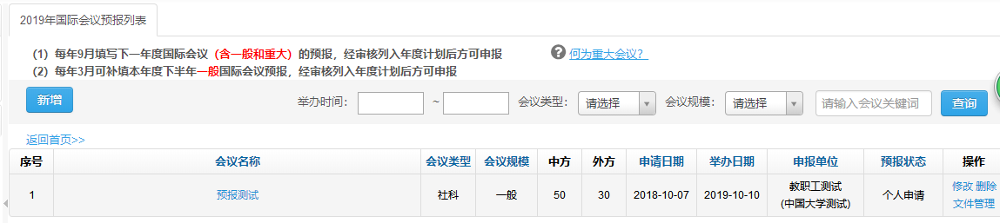 2019年国际会议预报列表
(1) 每年9月填写下一年度国际会议 (含一般和重大) 的预报，经审核列入年度计划后方可申报
? 何为重大会议？
(2) 每年3月可补填本年度下半年一般国际会议预报，经审核列入年度计划后方可申报
新增 举办时间： ~ 会议类型： 请选择 会议规模： 请选择 请输入会议关键词 查询
返回首页>>
序号 会议名称 会议类型 会议规模 中方 外方 申请日期 举办日期 申报单位 预报状态 操作
1 预报测试 社科 一般 50 30 2018-10-07 2019-10-10 教职工测试 个人申请 修改 删除
(中国大学测试) 文件管理